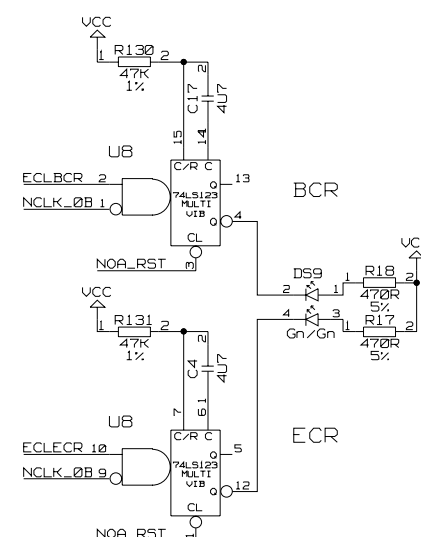 VCC
1 R130 2
47K
1%
2
C17
4U7
15
14
U8
C/R C
ECLBCR 2
NCLK_0B 1
Q 13
74LS123
MULTI
VIB
Q 4
CL
3
NOA_RST
BCR
VC
DS9
2 1
1 R18 2
470R
5%
4 3
Gn/Gn
1 R17 2
470R
5%
VCC
1 R131 2
47K
1%
2
C4
4U7
7
6 1
U8
C/R C
ECLECR 10
NCLK_0B 9
Q 5
74LS123
MULTI
VIB
Q 12
CL
1
NOA_RST
ECR